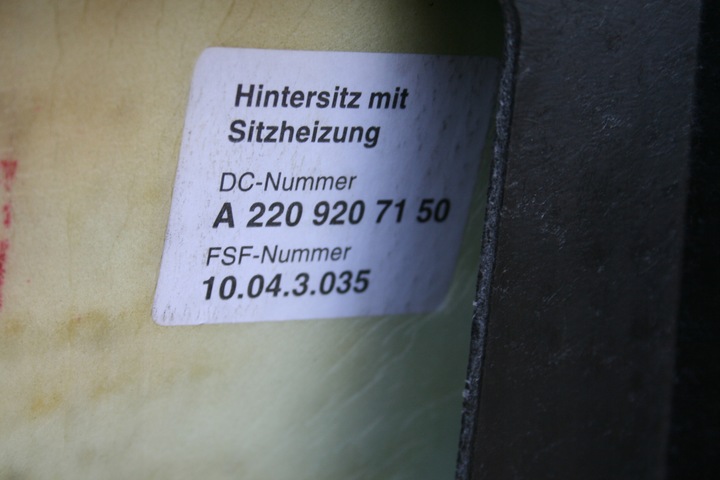 Hintersitz mit
Sitzheizung
DC-Nummer
A 220 920 71 50
FSF-Nummer
10.04.3.035